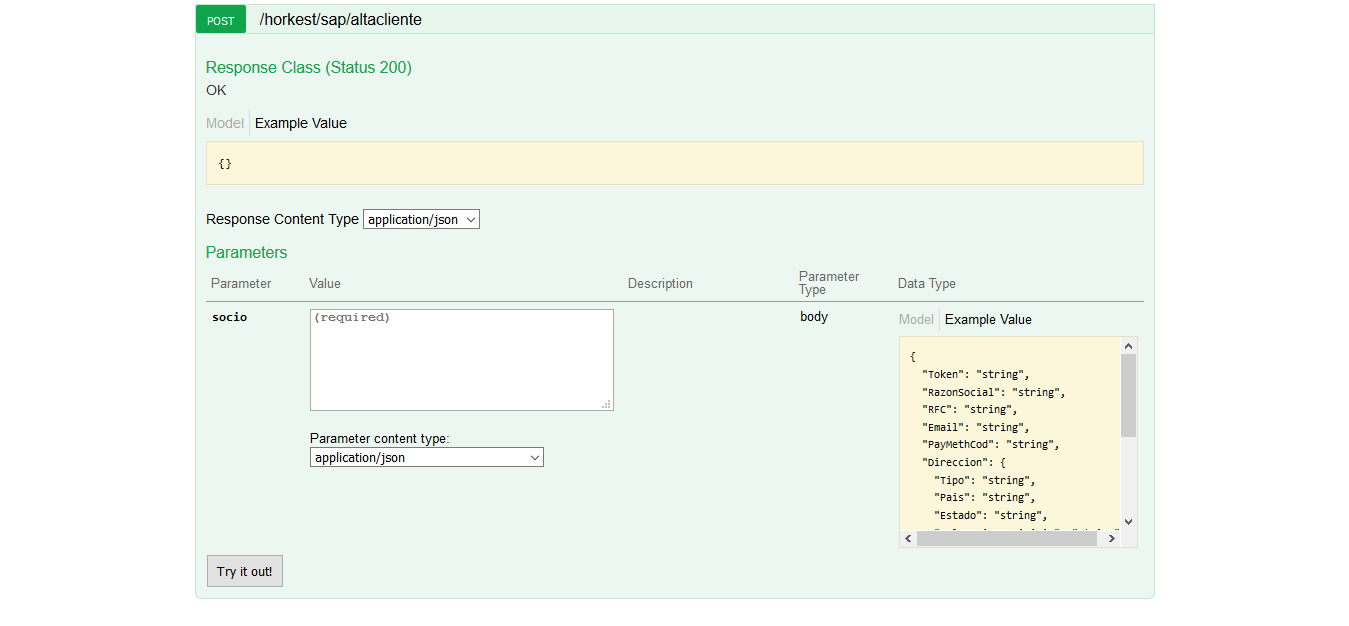 POST /horkest/sap/altacliente
Response Class (Status 200)
OK
Model Example Value
{}
Response Content Type application/json
Parameters
Parameter Value Description Parameter Type Data Type
socio (required) body Model Example Value
{
"Token": "string",
"RazonSocial": "string",
"RFC": "string",
"Email": "string",
"PayMethCod": "string",
"Direccion": {
"Tipo": "string",
"Pais": "string",
"Estado": "string",
Parameter content type:
application/json
Try it out!